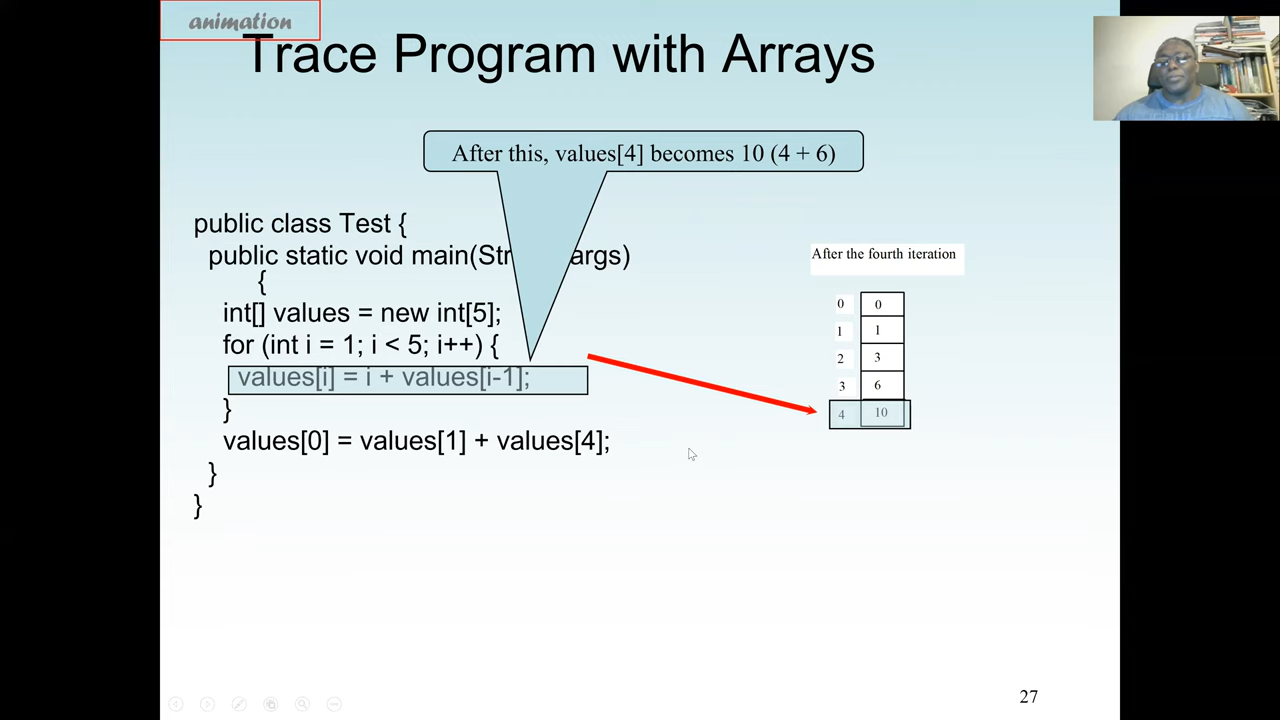 animation
Trace Program with Arrays
After this, values[4] becomes 10 (4 + 6)
public class Test {
public static void main(Str args)
{
int[] values = new int[5];
for (int i = 1; i < 5; i++) {
values[i] = i + values[i-1];
}
values[0] = values[1] + values[4];
}
}
After the fourth iteration
0 0
1 1
2 3
3 6
4 10
27